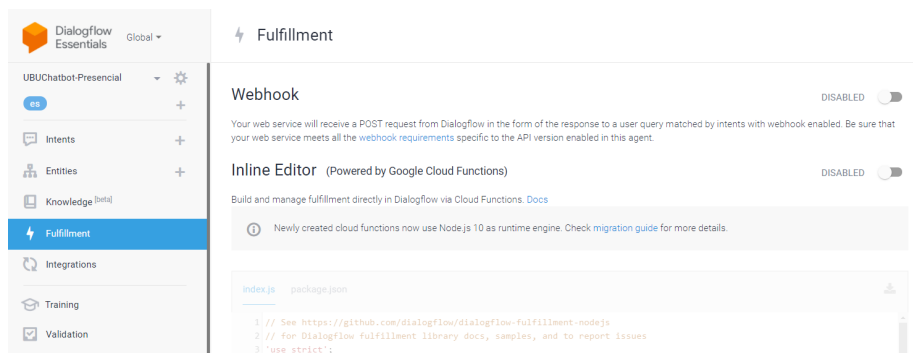 Dialogflow
Essentials
Global
Fulfillment
UBUChatbot-Presencial
es
Intents
Entities
Knowledge [beta]
Fulfillment
Integrations
Training
Validation
Webhook
DISABLED
Your web service will receive a POST request from Dialogflow in the form of the response to a user query matched by intents with webhook enabled. Be sure that
your web service meets all the webhook requirements specific to the API version enabled in this agent.
Inline Editor (Powered by Google Cloud Functions)
DISABLED
Build and manage fulfillment directly in Dialogflow via Cloud Functions. Docs
Newly created cloud functions now use Node.js 10 as runtime engine. Check migration guide for more details.
index.js package.json
1 // See https://github.com/dialogflow/dialogflow-fulfillment-nodejs
2 // for Dialogflow fulfillment library docs, samples, and to report issues
3 'use strict';